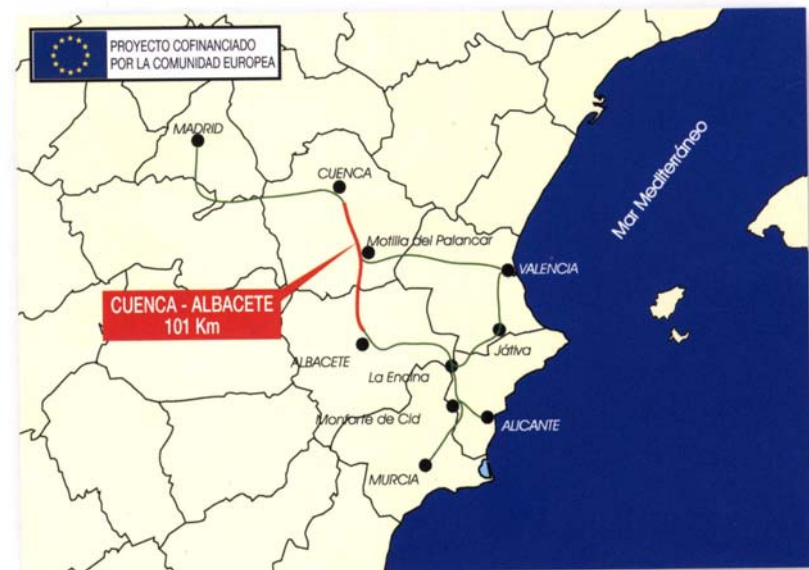 PROYECTO COFINANCIADO
POR LA COMUNIDAD EUROPEA
MADRID
CUENCA
Mar Mediterráneo
Motilla del Palancar
VALENCIA
CUENCA - ALBACETE
101 Km
ALBACETE
Játiva
La Encina
Monforte de Cid
ALICANTE
MURCIA